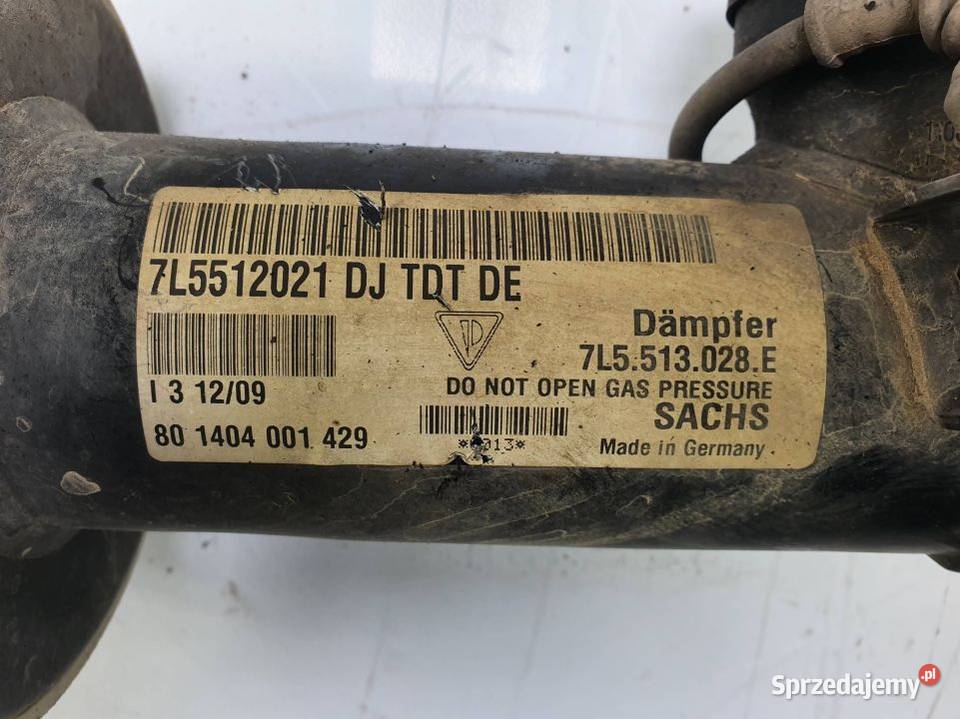 7L5512021 DJ TDT DE
Dämpfer
7L5.513.028.E
I 3 12/09
DO NOT OPEN GAS PRESSURE
SACHS
80 1404 001 429
Made in Germany
Sprzedajemy.pl